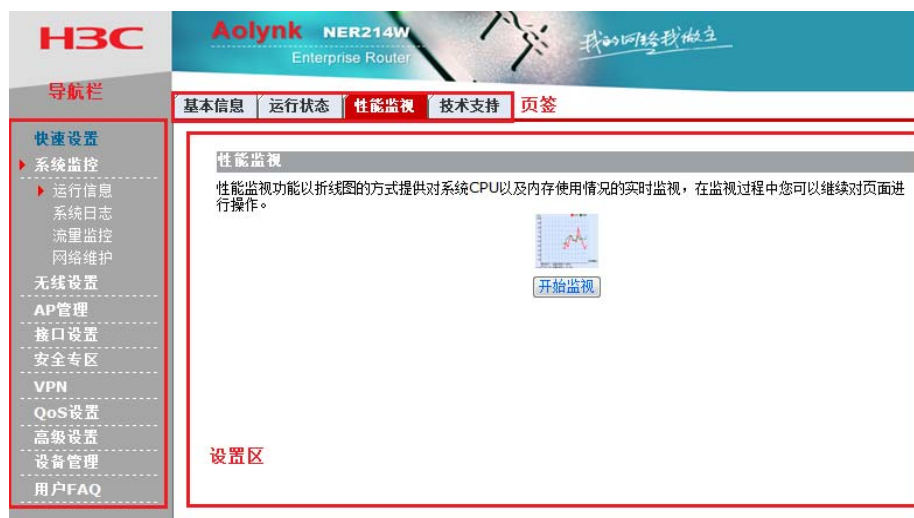 H3C
Aolynk NER214W
Enterprise Router
我的网络我做主
导航栏
基本信息 运行状态 性能监视 技术支持 页签
快速设置
系统监控
运行信息
系统日志
流量监控
网络维护
无线设置
AP管理
接口设置
安全专区
VPN
QoS设置
高级设置
设备管理
用户FAQ
性能监视
性能监视功能以折线图的方式提供对系统CPU以及内存使用情况的实时监视,在监视过程中您可以继续对页面进
行操作。
开始监视
设置区